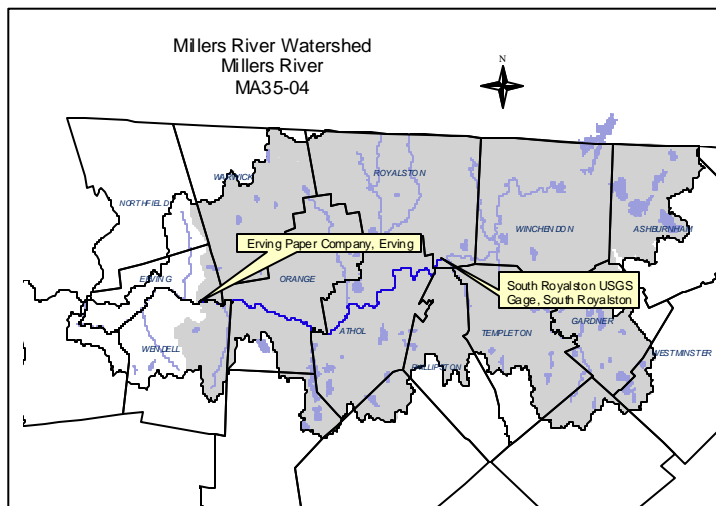 Millers River Watershed
Millers River
MA35-04
N
WARWICK
ROYALSTON
NORTHFIELD
WINCHENDON
ASHBURNHAM
Erving Paper Company, Erving
ERVING
ORANGE
South Royalston USGS
Gage, South Royalston
GARDNER
ATHOL
TEMPLETON
WENDELL
PHILLIPSTON
WESTMINSTER